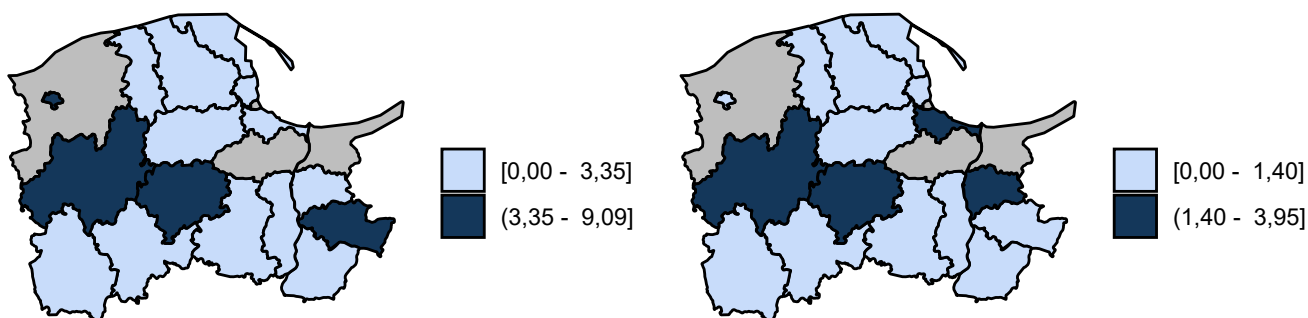 [0,00 - 3,35]
(3,35 - 9,09]
[0,00 - 1,40]
(1,40 - 3,95]